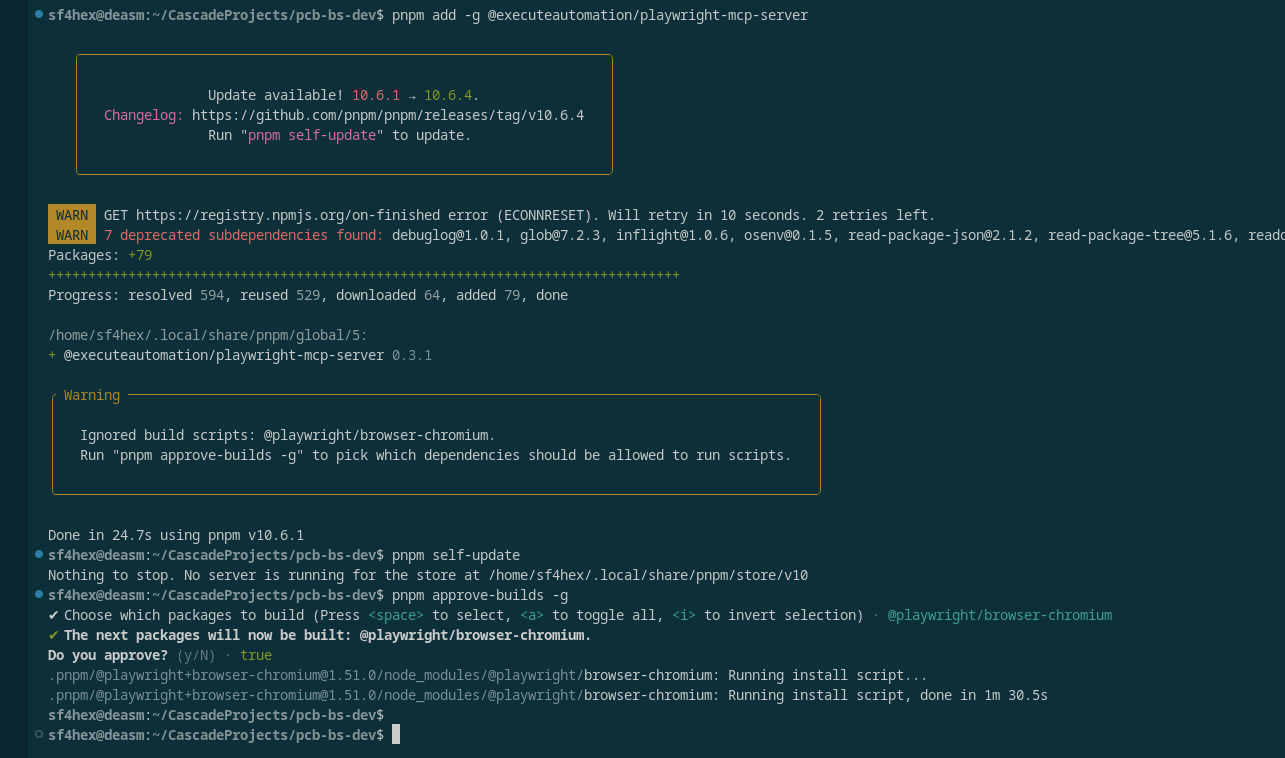 sf4hex@deasm:~/CascadeProjects/pcb-bs-dev$ pnpm add -g @executeautomation/playwright-mcp-server
Update available! 10.6.1 → 10.6.4.
Changelog: https://github.com/pnpm/pnpm/releases/tag/v10.6.4
Run "pnpm self-update" to update.
WARN GET https://registry.npmjs.org/on-finished error (ECONNRESET). Will retry in 10 seconds. 2 retries left.
WARN 7 deprecated subdependencies found: debuglog@1.0.1, glob@7.2.3, inflight@1.0.6, osenv@0.1.5, read-package-json@2.1.2, read-package-tree@5.1.6,
Packages: +79
+++++++++++++++++++++++++++++++++++++++++++++++++++++++++++++++++++++++++++++++
Progress: resolved 594, reused 529, downloaded 64, added 79, done
/home/sf4hex/.local/share/pnpm/global/5:
+ @executeautomation/playwright-mcp-server 0.3.1
Warning
Ignored build scripts: @playwright/browser-chromium.
Run "pnpm approve-builds -g" to pick which dependencies should be allowed to run scripts.
Done in 24.7s using pnpm v10.6.1
sf4hex@deasm:~/CascadeProjects/pcb-bs-dev$ pnpm self-update
Nothing to stop. No server is running for the store at /home/sf4hex/.local/share/pnpm/store/v10
sf4hex@deasm:~/CascadeProjects/pcb-bs-dev$ pnpm approve-builds -g
✔ Choose which packages to build (Press <space> to select, <a> to toggle all, <i> to invert selection) · @playwright/browser-chromium
✔ The next packages will now be built: @playwright/browser-chromium.
Do you approve? (y/N) · true
.pnpm/@playwright+browser-chromium@1.51.0/node_modules/@playwright/browser-chromium: Running install script...
.pnpm/@playwright+browser-chromium@1.51.0/node_modules/@playwright/browser-chromium: Running install script, done in 1m 30.5s
sf4hex@deasm:~/CascadeProjects/pcb-bs-dev$
sf4hex@deasm:~/CascadeProjects/pcb-bs-dev$